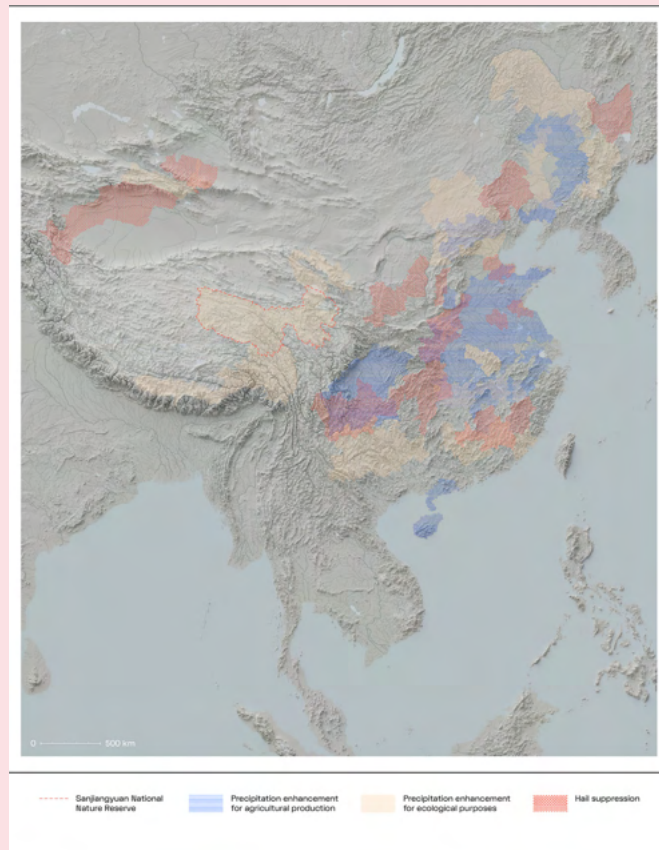 0 500 km
Sanjiangyuan National
Nature Reserve
Precipitation enhancement
for agricultural production
Precipitation enhancement
for ecological purposes
Hail suppression